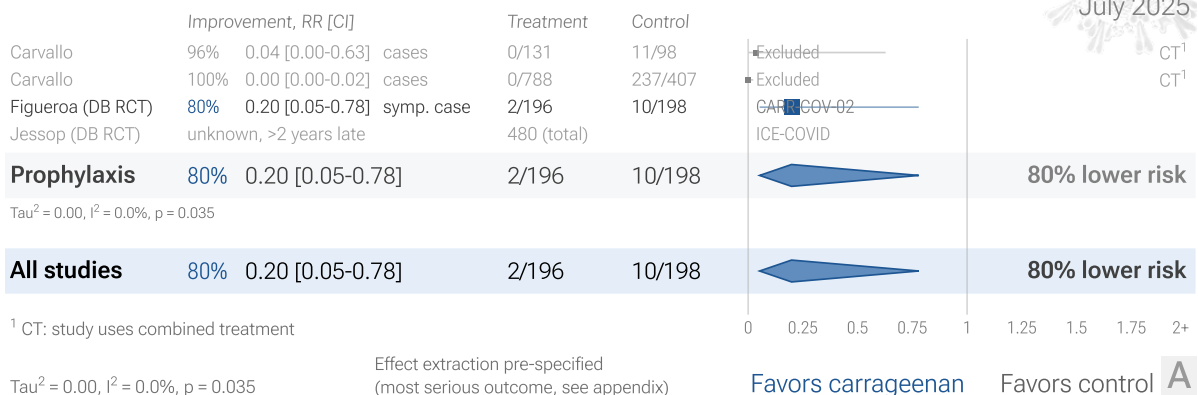 July 2025
Improvement, RR [CI] Treatment Control
Carvallo 96% 0.04 [0.00-0.63] cases 0/131 11/98 Excluded CT1
Carvallo 100% 0.00 [0.00-0.02] cases 0/788 237/407 Excluded CT1
Figueroa (DB RCT) 80% 0.20 [0.05-0.78] symp. case 2/196 10/198 CARR-COV-02
Jessop (DB RCT) unknown, >2 years late 480 (total) ICE-COVID
Prophylaxis 80% 0.20 [0.05-0.78] 2/196 10/198 80% lower risk
Tau2 = 0.00, I2 = 0.0%, p = 0.035
All studies 80% 0.20 [0.05-0.78] 2/196 10/198 80% lower risk
1 CT: study uses combined treatment
0 0.25 0.5 0.75 1 1.25 1.5 1.75 2+
Effect extraction pre-specified
Tau2 = 0.00, I2 = 0.0%, p = 0.035 (most serious outcome, see appendix) Favors carrageenan Favors control A